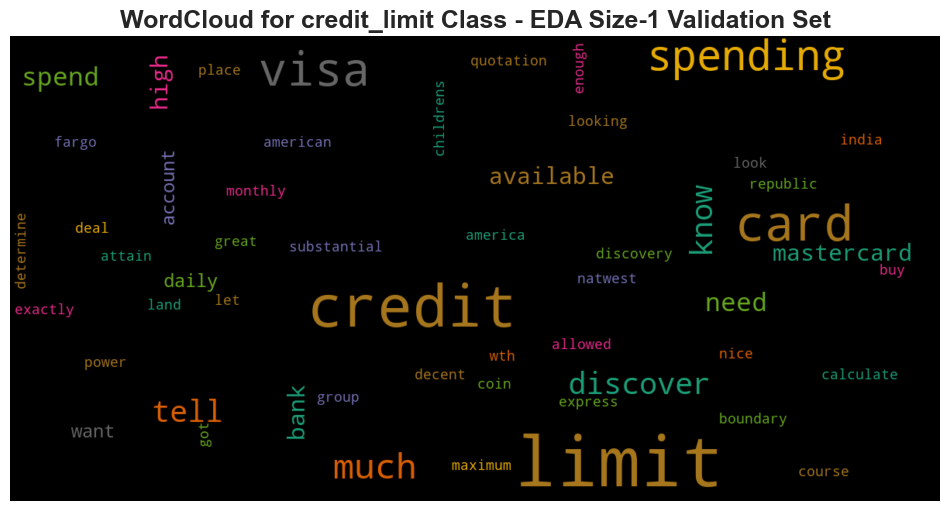 WordCloud for credit_limit Class - EDA Size-1 Validation Set
spending
visa
quotation
enough
high
place
spend
childrens
looking
fargo
american
india
look
account
available
republic
monthly
know
card
determine
deal
great
substantial
america
discovery
mastercard
attain
natwest
buy
daily
land
let
exactly
credit
need
allowed
wth
nice
power
decent
coin
discover
calculate
bank
group
express
tell
boundary
want
got
much
maximum
limit
course